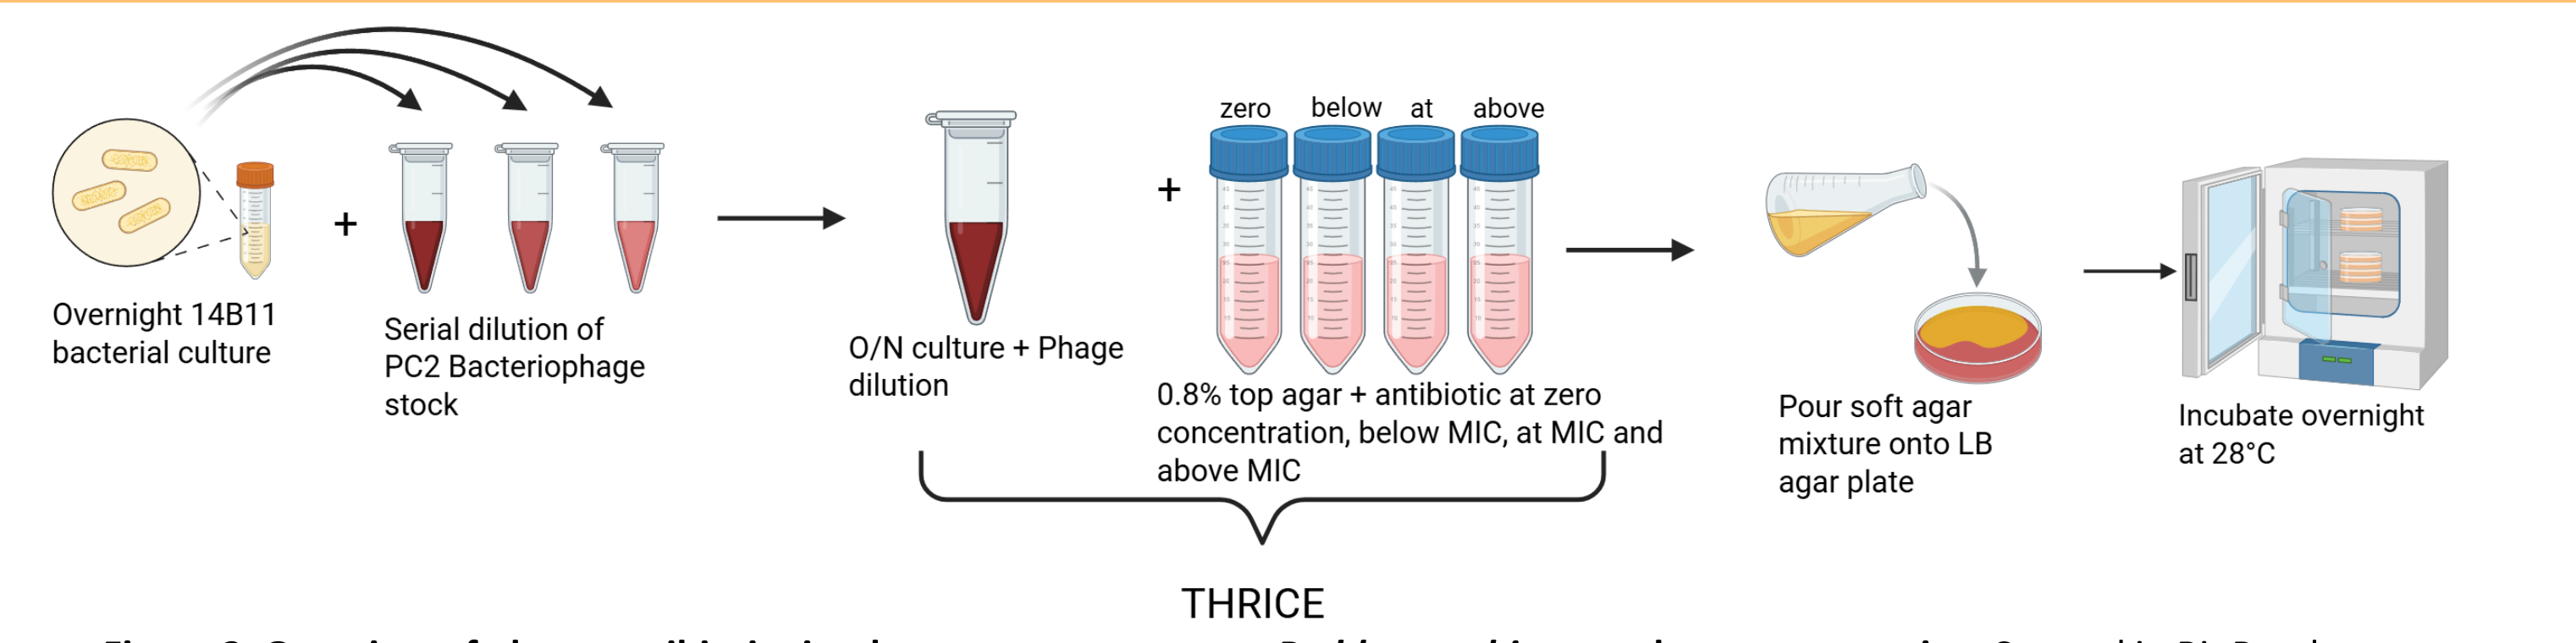 zero below at above
Overnight 14B11
bacterial culture
+
Serial dilution of
PC2 Bacteriophage
stock
O/N culture + Phage
dilution
+
0.8% top agar + antibiotic at zero
concentration, below MIC, at MIC and
above MIC
THRICE
Pour soft agar
mixture onto LB
agar plate
Incubate overnight
at 28°C